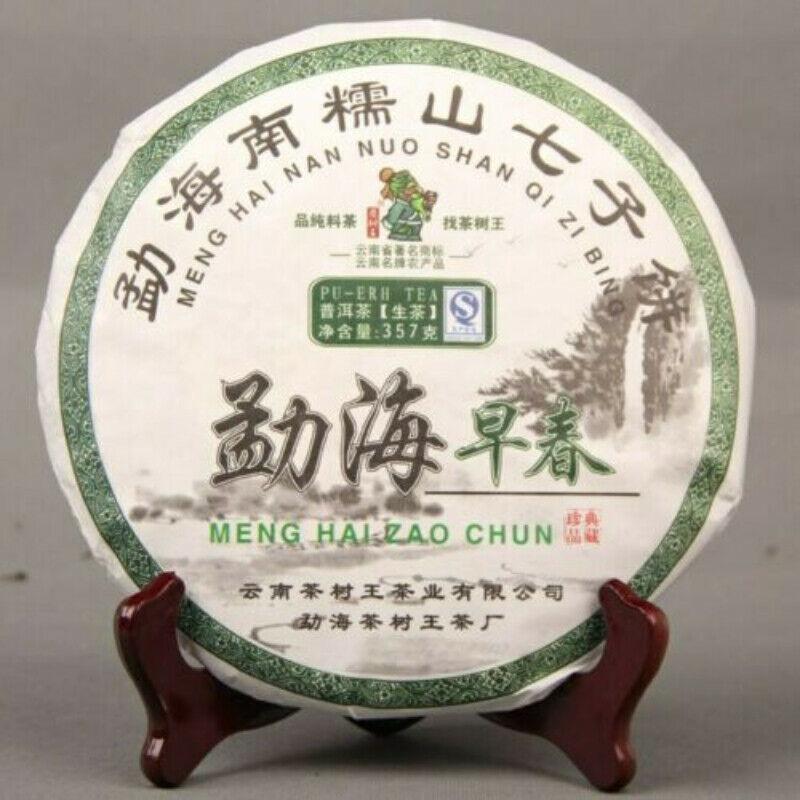 勐海南糯山七子饼
MENG HAI NAN NUO SHAN QI ZI BING
品纯料茶 找茶树王
云南省著名商标
云南名牌农产品
PU-ERH TEA
普洱茶【生茶】
净含量:357克
勐海早春
MENG HAI ZAO CHUN
典藏珍品
云南茶树王茶业有限公司
勐海茶树王茶厂